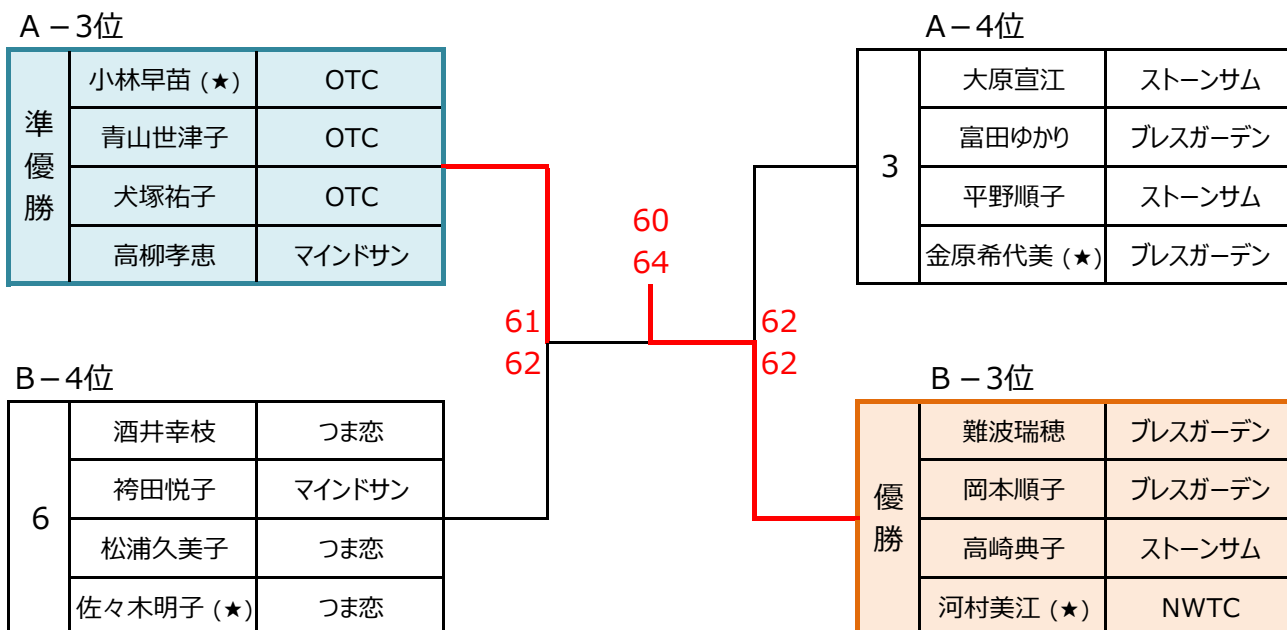 A－3位
準優勝
小林早苗 (★) OTC
青山世津子 OTC
犬塚祐子 OTC
高柳孝恵 マインドサン
A－4位
3
大原宣江 ストーンサム
富田ゆかり ブレスガーデン
平野順子 ストーンサム
金原希代美 (★) ブレスガーデン
60
64
61
62
62
62
B－4位
6
酒井幸枝 つま恋
袴田悦子 マインドサン
松浦久美子 つま恋
佐々木明子 (★) つま恋
B－3位
優勝
難波瑞穂 ブレスガーデン
岡本順子 ブレスガーデン
高崎典子 ストーンサム
河村美江 (★) NWTC